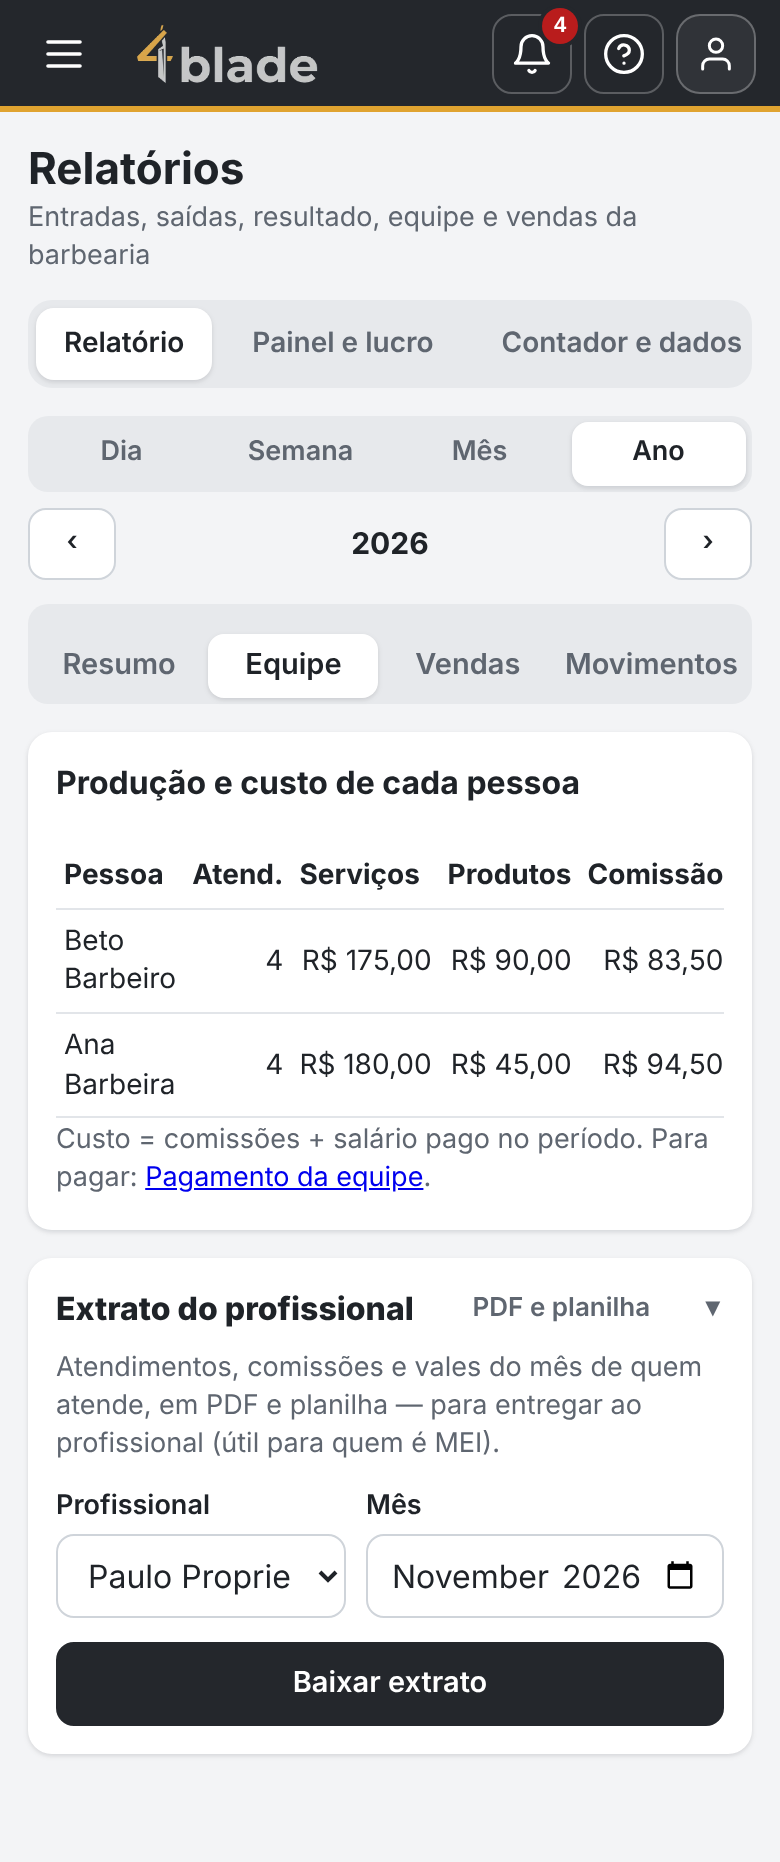 4blade
4
Relatórios
Entradas, saídas, resultado, equipe e vendas da
barbearia
Relatório Painel e lucro Contador e dados
Dia Semana Mês Ano
‹ 2026 ›
Resumo Equipe Vendas Movimentos
Produção e custo de cada pessoa
Pessoa Atend. Serviços Produtos Comissão
Beto
Barbeiro 4 R$ 175,00 R$ 90,00 R$ 83,50
Ana
Barbeira 4 R$ 180,00 R$ 45,00 R$ 94,50
Custo = comissões + salário pago no período. Para
pagar: Pagamento da equipe.
Extrato do profissional PDF e planilha ▼
Atendimentos, comissões e vales do mês de quem
atende, em PDF e planilha — para entregar ao
profissional (útil para quem é MEI).
Profissional Mês
Paulo Proprie November 2026
Baixar extrato